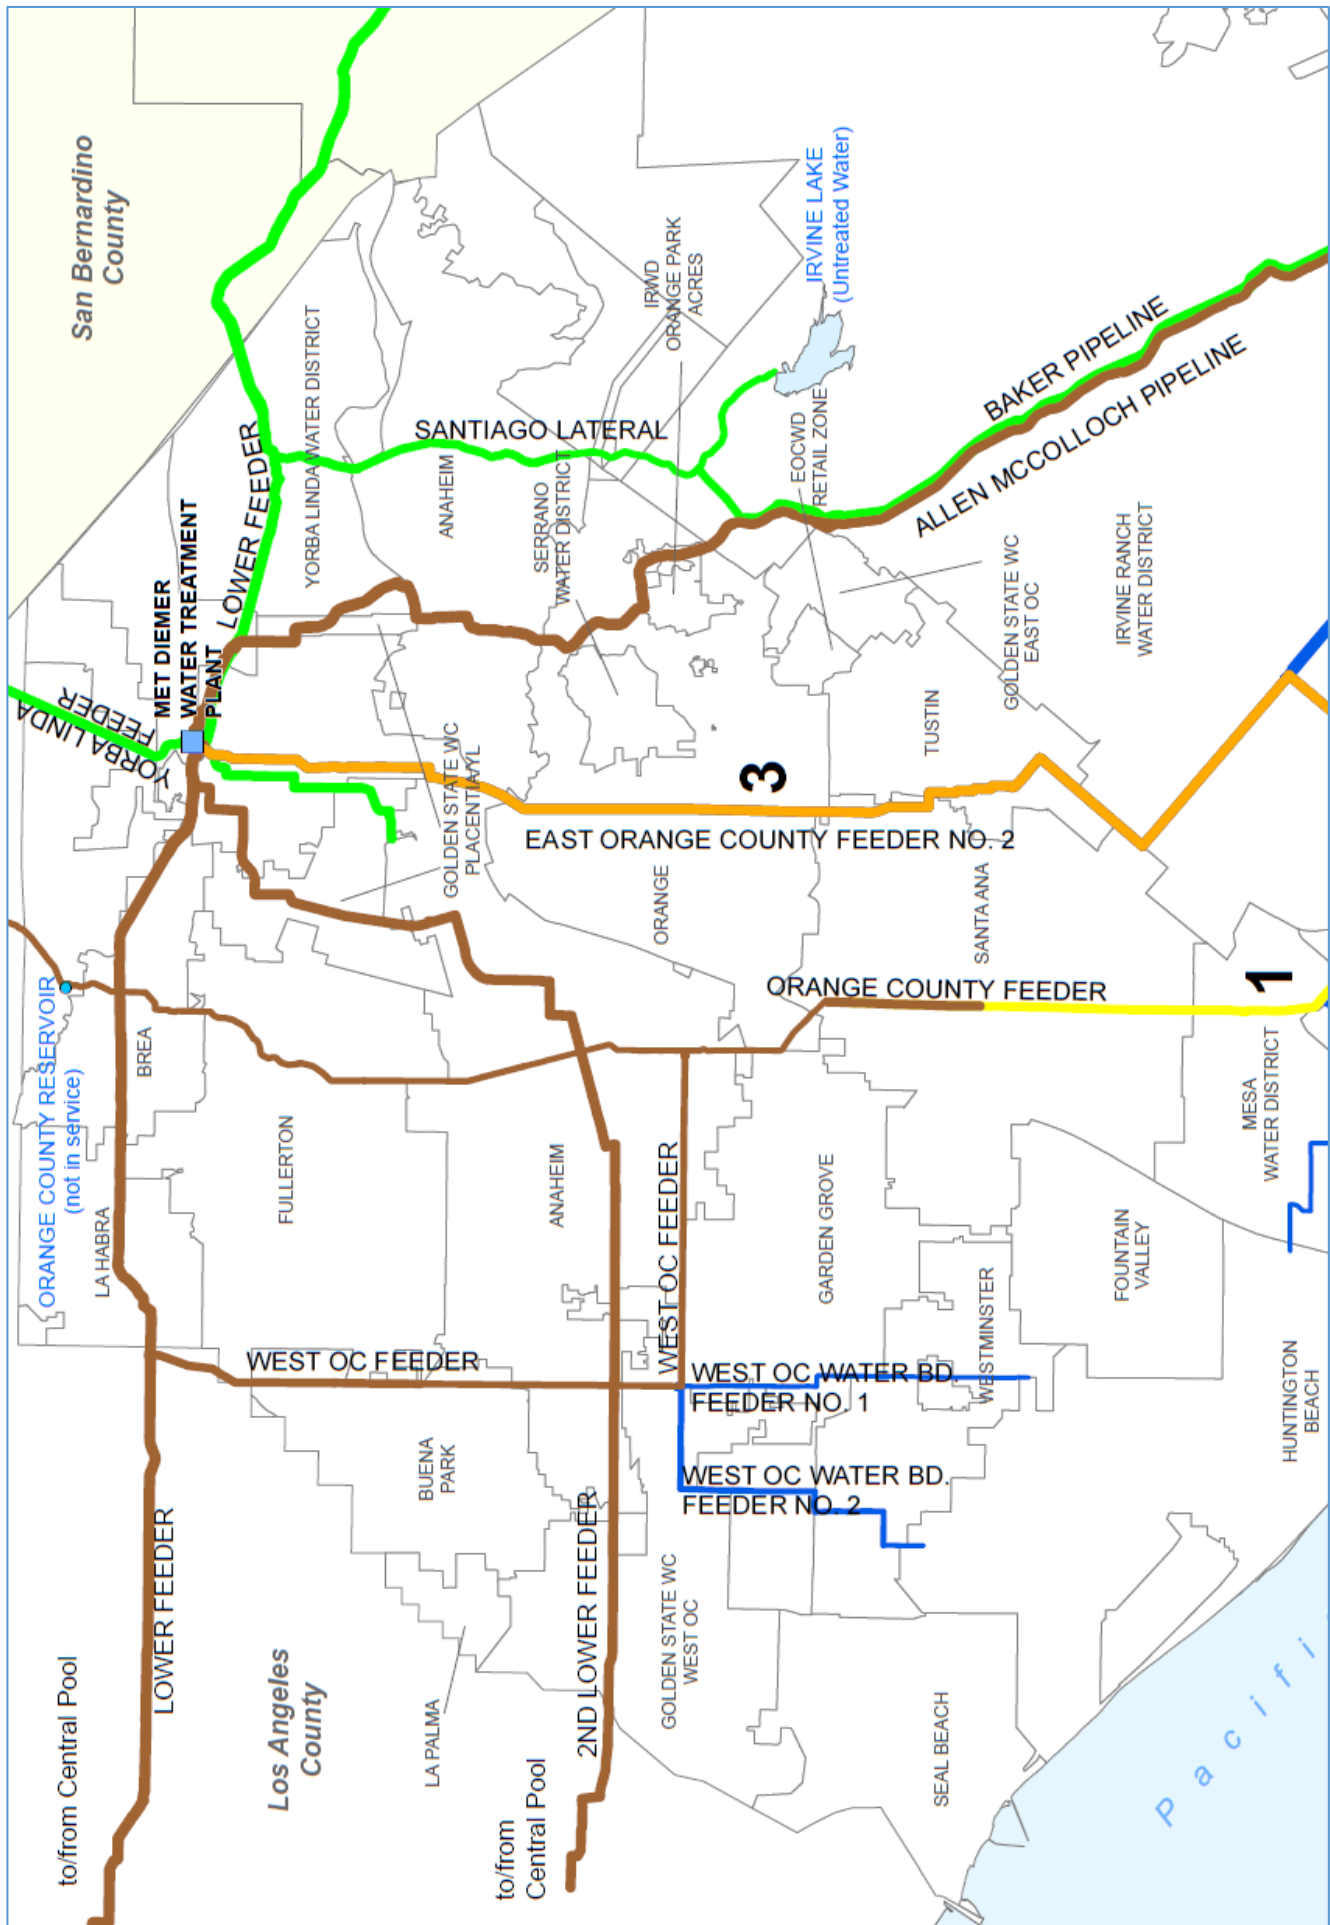 San Bernardino
County
YORBA LINDA
FEEDER
MET DIEMER
WATER TREATMENT
PLANT
LOWER FEEDER
YORBA LINDA WATER DISTRICT
SANTIAGO LATERAL
ANAHEIM
SERRANO
WATER DISTRICT
IRWD
ORANGE PARK
ACRES
IRVINE LAKE
(Untreated Water)
EOCWD
RETAIL ZONE
BAKER PIPELINE
ALLEN MCCOLLOCH PIPELINE
GOLDEN STATE WC
EAST OC
IRVINE RANCH
WATER DISTRICT
TUSTIN
GOLDEN STATE WC
PLACENTIA/YL
3
EAST ORANGE COUNTY FEEDER NO. 2
ORANGE
SANTA ANA
ORANGE COUNTY RESERVOIR
(not in service)
BREA
ORANGE COUNTY FEEDER
1
MESA
WATER DISTRICT
LA HABRA
FULLERTON
ANAHEIM
WEST OC FEEDER
GARDEN GROVE
FOUNTAIN
VALLEY
WEST OC FEEDER
WEST OC WATER BD.
FEEDER NO. 1
WESTMINSTER
HUNTINGTON
BEACH
BUENA
PARK
WEST OC WATER BD.
FEEDER NO. 2
LOWER FEEDER
2ND LOWER FEEDER
GOLDEN STATE WC
WEST OC
to/from Central Pool
Los Angeles
County
LA PALMA
to/from
Central Pool
SEAL BEACH
P a c i f i